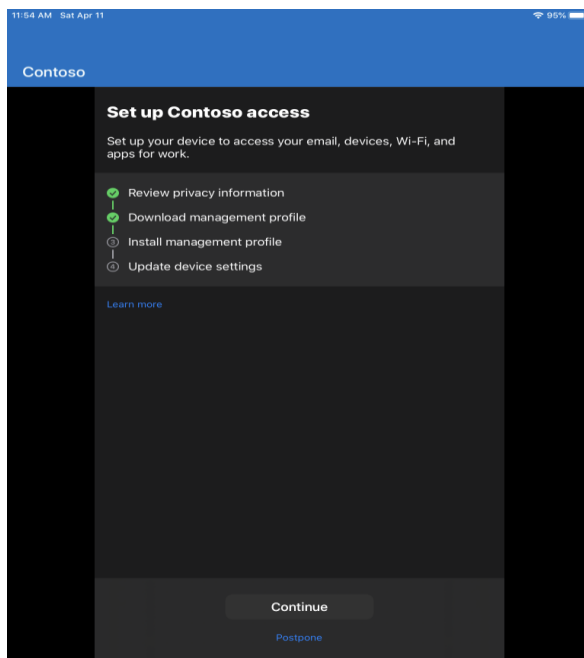 11:54 AM Sat Apr 11
95%
Contoso
Set up Contoso access
Set up your device to access your email, devices, Wi-Fi, and
apps for work.
Review privacy information
Download management profile
3 Install management profile
4 Update device settings
Learn more
Continue
Postpone